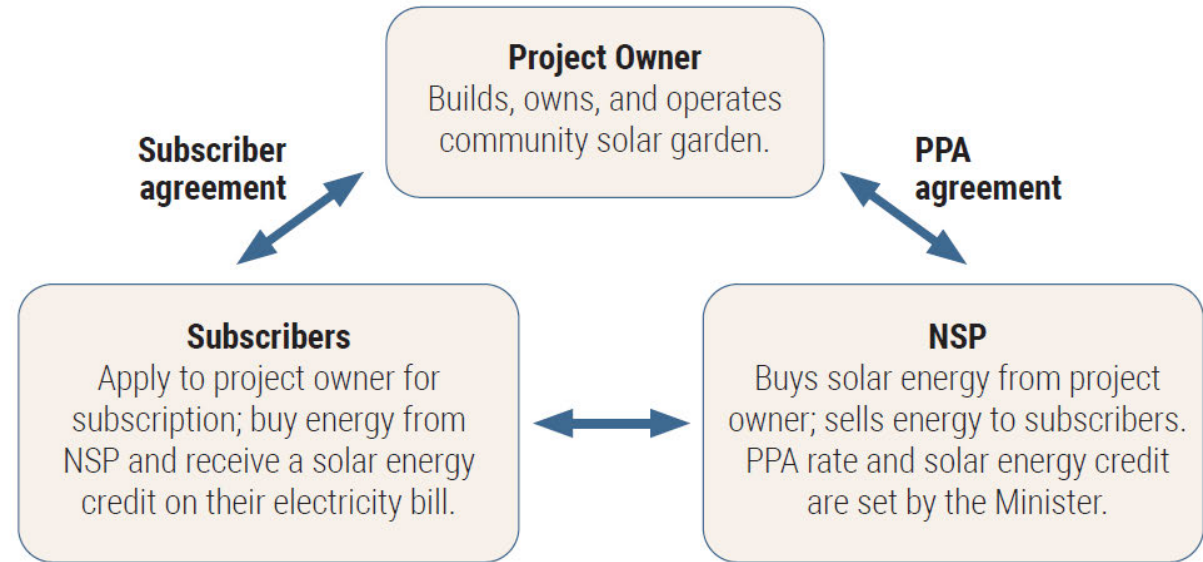 Project Owner
Builds, owns, and operates
community solar garden.
Subscriber
agreement
PPA
agreement
Subscribers
Apply to project owner for
subscription; buy energy from
NSP and receive a solar energy
credit on their electricity bill.
NSP
Buys solar energy from project
owner; sells energy to subscribers.
PPA rate and solar energy credit
are set by the Minister.